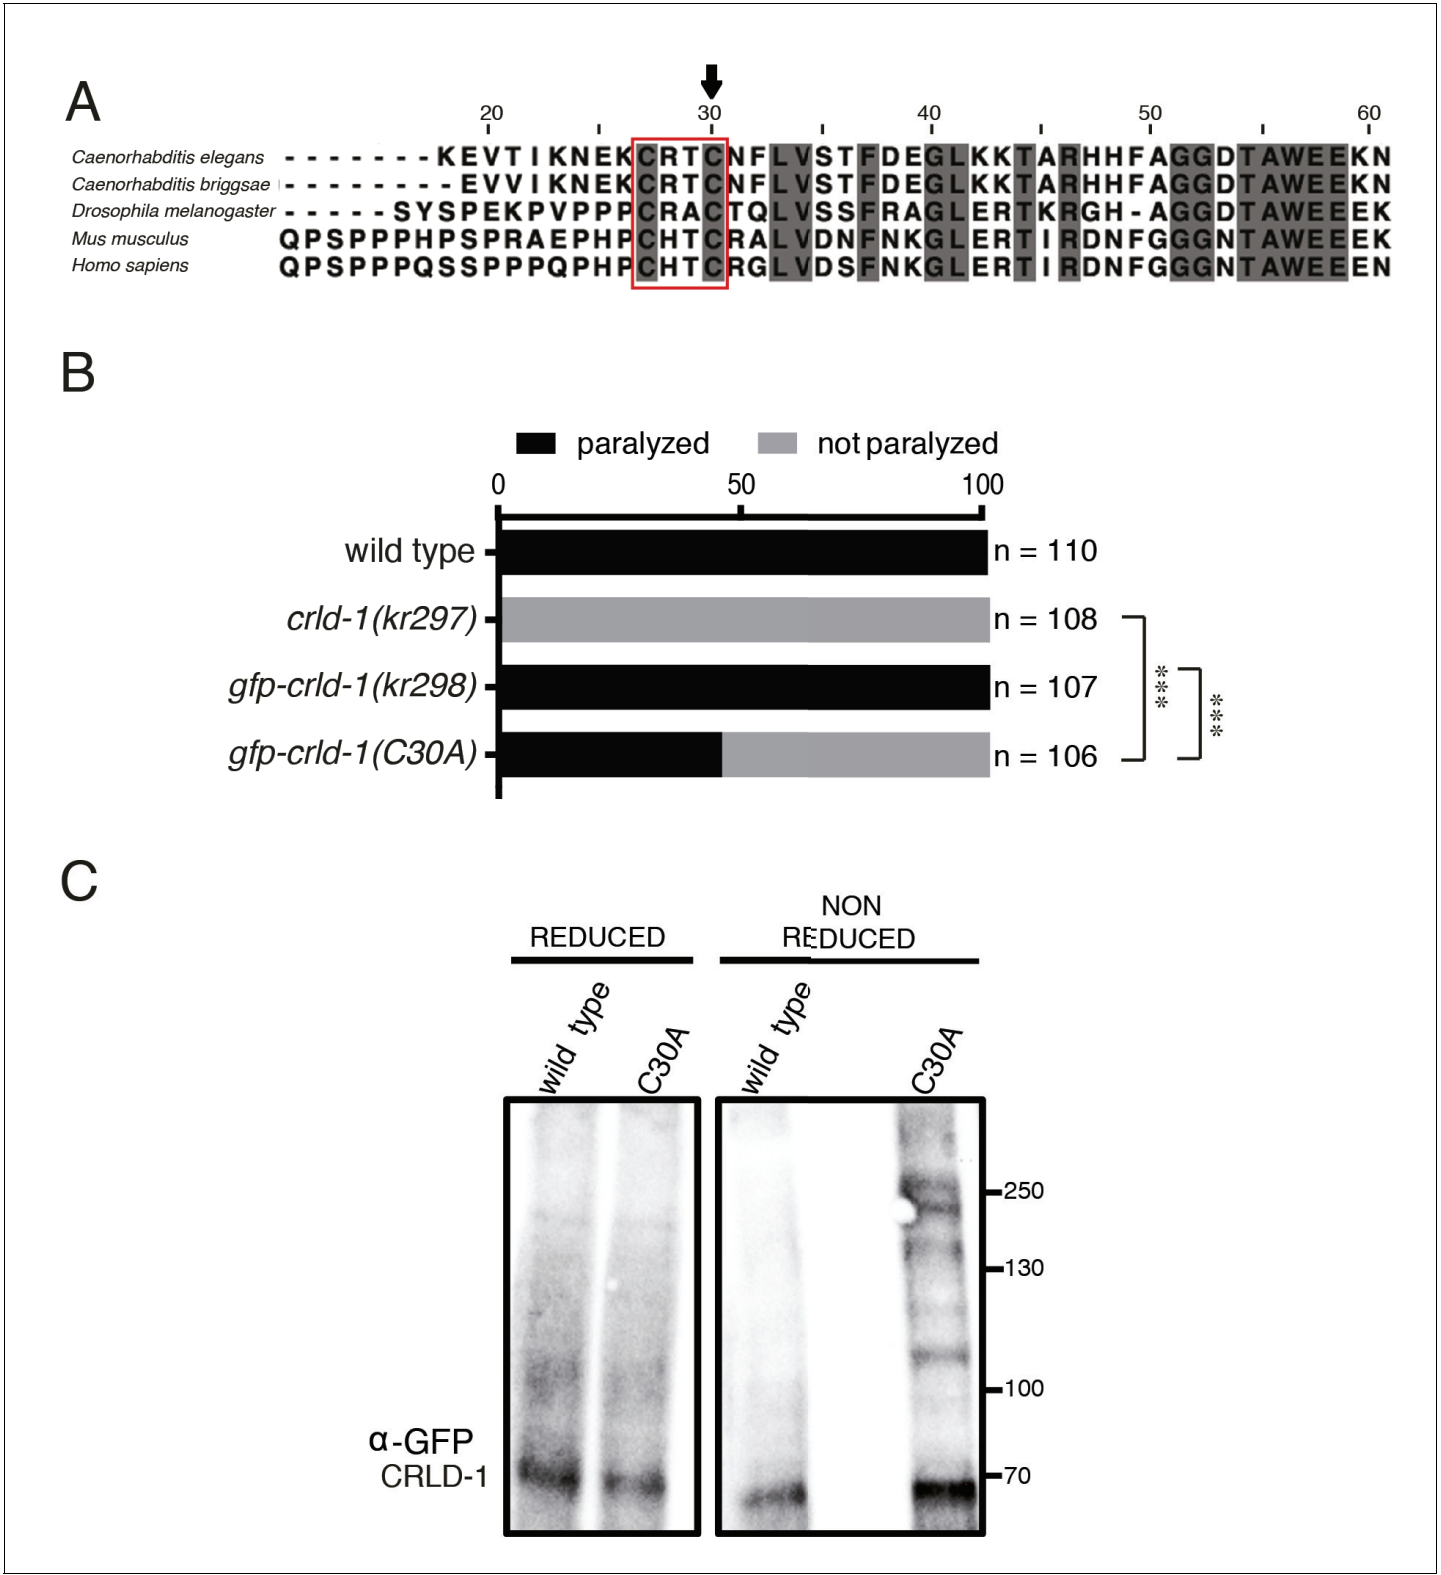 A
20 30 40 50 60
Caenorhabditis elegans - - - - - - - KEVTIKNEKCRTCNFLVSTFDEGLKKTARHHFAGGDTAWEEKN
Caenorhabditis briggsae - - - - - - - - EVVIKNEKCRTCNFLVSTFDEGLKKTARHHFAGGDTAWEEKN
Drosophila melanogaster - - - - - SYSPEKPVPPPCRACTQLVSSFRAGLERTKRGH-AGGDTAWEEEK
Mus musculus QPSPPPHPSPRAEPHPCHTCRALVDNFNKGLERTIRDNFGGGNTAWEEEK
Homo sapiens QPSPPPQSSPPPQPHPCHTCRGLVDSFNKGLERTIRDNFGGGNTAWEEEN
B
paralyzed not paralyzed
0 50 100
wild type n = 110
crld-1(kr297) n = 108
gfp-crld-1(kr298) n = 107
gfp-crld-1(C30A) n = 106
***
***
C
REDUCED
NON
REDUCED
wild type
C30A
wild type
C30A
250
130
100
70
α-GFP
CRLD-1